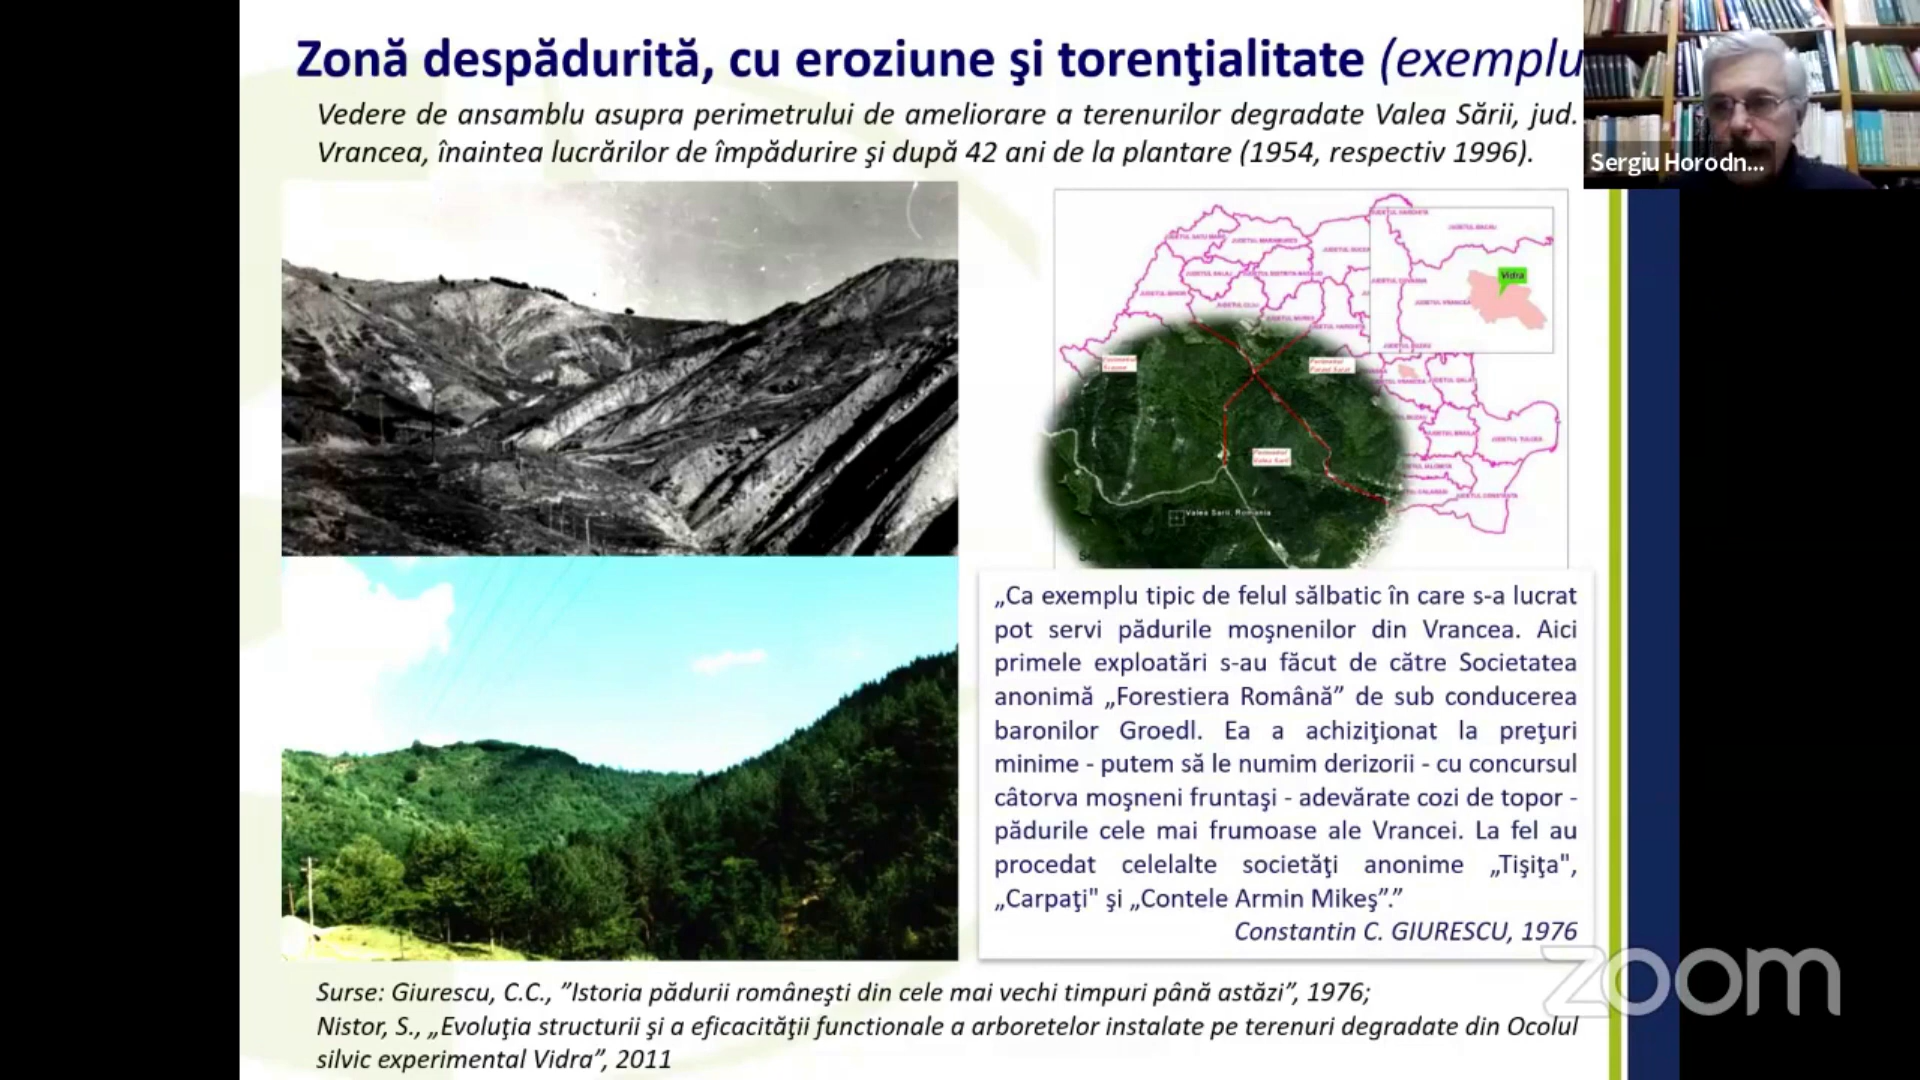 Zonă despădurită, cu eroziune şi torenţialitate (exemplu
Vedere de ansamblu asupra perimetrului de ameliorare a terenurilor degradate Valea Sării, jud.
Vrancea, înaintea lucrărilor de împădurire şi după 42 ani de la plantare (1954, respectiv 1996).
Sergiu Horodn...
Vidra
Valea Sarii, Romania
„Ca exemplu tipic de felul sălbatic în care s-a lucrat
pot servi pădurile moşnenilor din Vrancea. Aici
primele exploatări s-au făcut de către Societatea
anonimă „Forestiera Română” de sub conducerea
baronilor Groedl. Ea a achiziţionat la preţuri
minime - putem să le numim derizorii - cu concursul
câtorva moşneni fruntaşi - adevărate cozi de topor -
pădurile cele mai frumoase ale Vrancei. La fel au
procedat celelalte societăţi anonime „Tişiţa",
„Carpaţi" şi „Contele Armin Mikeş”.”
Constantin C. GIURESCU, 1976
zoom
Surse: Giurescu, C.C., ”Istoria pădurii româneşti din cele mai vechi timpuri până astăzi”, 1976;
Nistor, S., „Evoluţia structurii şi a eficacităţii functionale a arboretelor instalate pe terenuri degradate din Ocolul
silvic experimental Vidra”, 2011